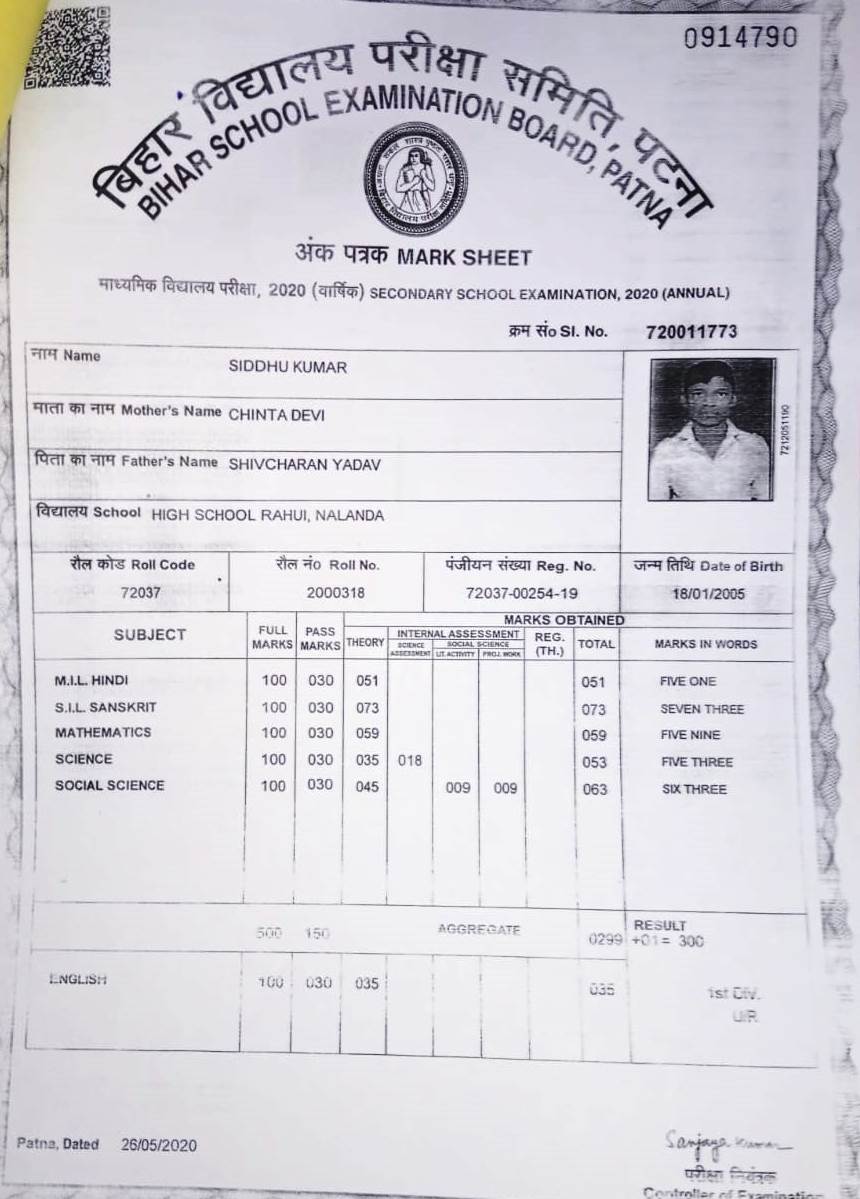 0914790
बिहार विद्यालय परीक्षा समिति, पटना
BIHAR SCHOOL EXAMINATION BOARD, PATNA
अंक पत्रक MARK SHEET
माध्यमिक विद्यालय परीक्षा, 2020 (वार्षिक) SECONDARY SCHOOL EXAMINATION, 2020 (ANNUAL)
क्रम सं० Sl. No. 720011773
नाम Name SIDDHU KUMAR
माता का नाम Mother's Name CHINTA DEVI
पिता का नाम Father's Name SHIVCHARAN YADAV
विद्यालय School HIGH SCHOOL RAHUI, NALANDA
7212051190
रौल कोड Roll Code रौल नं० Roll No. पंजीयन संख्या Reg. No. जन्म तिथि Date of Birth
72037 2000318 72037-00254-19 18/01/2005
MARKS OBTAINED
SUBJECT FULL MARKS PASS MARKS THEORY INTERNAL ASSESSMENT REG. (TH.) TOTAL MARKS IN WORDS
SCIENCE ASSESSMENT SOCIAL SCIENCE
LIT. ACTIVITY PROJ. WORK
M.I.L. HINDI 100 030 051 051 FIVE ONE
S.I.L. SANSKRIT 100 030 073 073 SEVEN THREE
MATHEMATICS 100 030 059 059 FIVE NINE
SCIENCE 100 030 035 018 053 FIVE THREE
SOCIAL SCIENCE 100 030 045 009 009 063 SIX THREE
500 150 AGGREGATE 0299 +01= 300
RESULT
ENGLISH 100 030 035 035
1st Div.
U/R
Patna, Dated 26/05/2020
Sanjaya Kumar
परीक्षा नियंत्रक
Controller of Examination